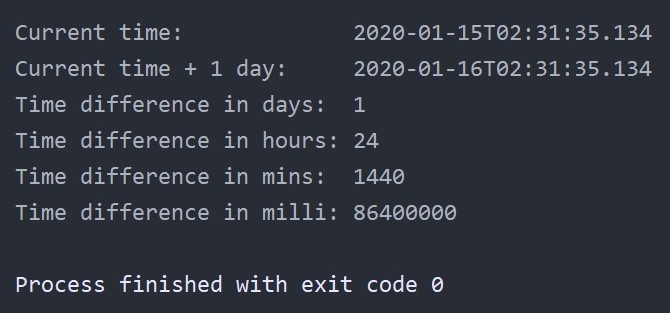 Current time: 2020-01-15T02:31:35.134
Current time + 1 day: 2020-01-16T02:31:35.134
Time difference in days: 1
Time difference in hours: 24
Time difference in mins: 1440
Time difference in milli: 86400000
Process finished with exit code 0